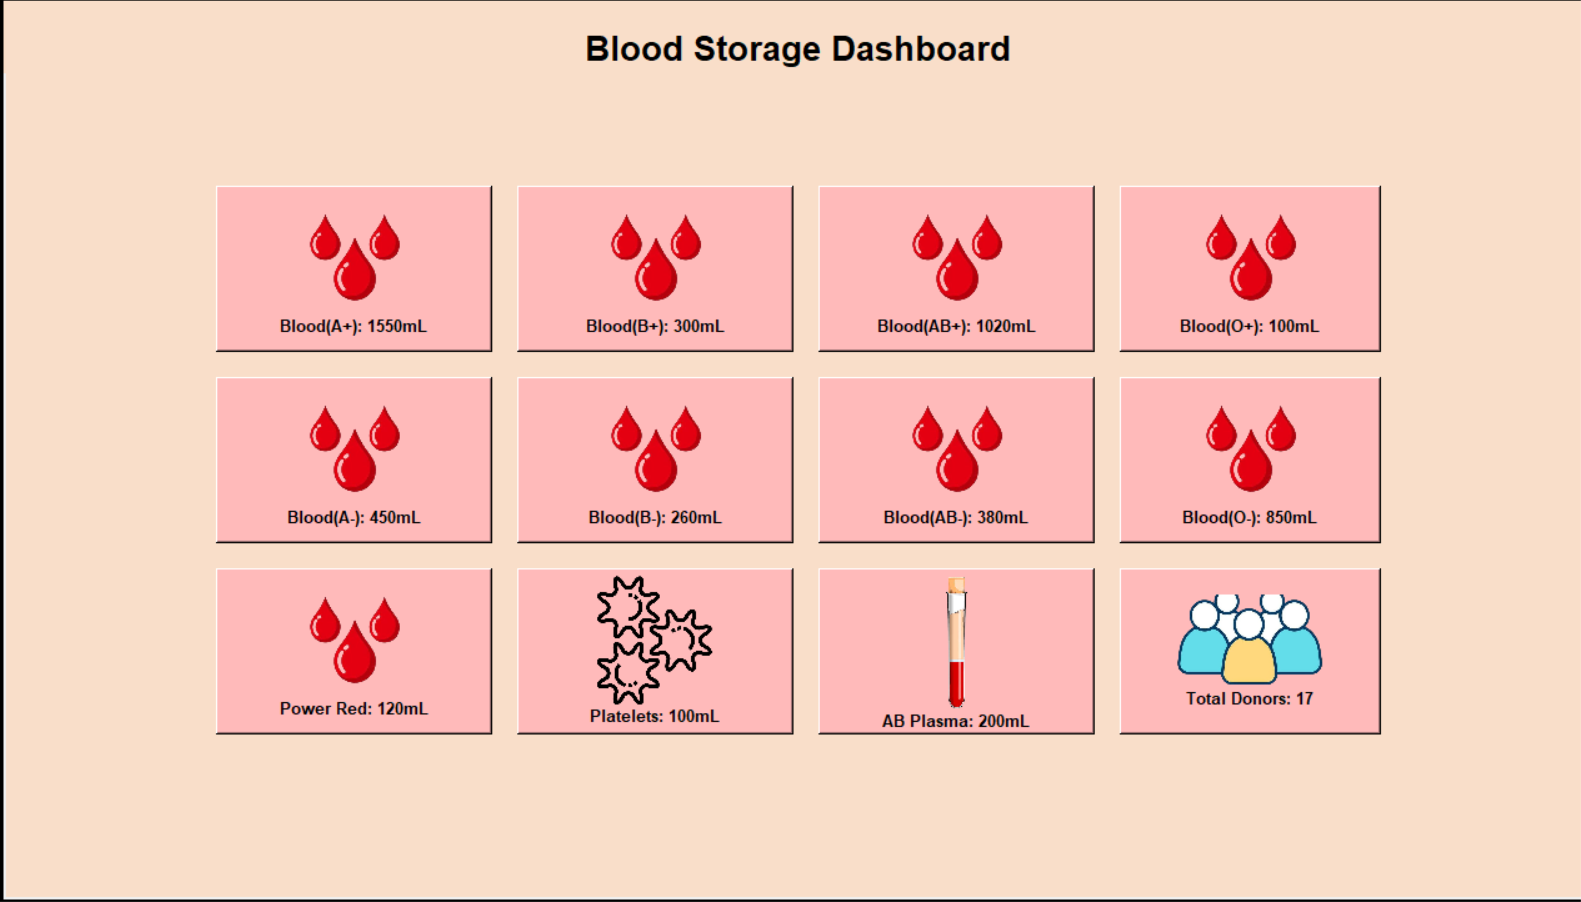 Blood Storage Dashboard
Blood(A+): 1550mL
Blood(B+): 300mL
Blood(AB+): 1020mL
Blood(O+): 100mL
Blood(A-): 450mL
Blood(B-): 260mL
Blood(AB-): 380mL
Blood(O-): 850mL
Power Red: 120mL
Platelets: 100mL
AB Plasma: 200mL
Total Donors: 17